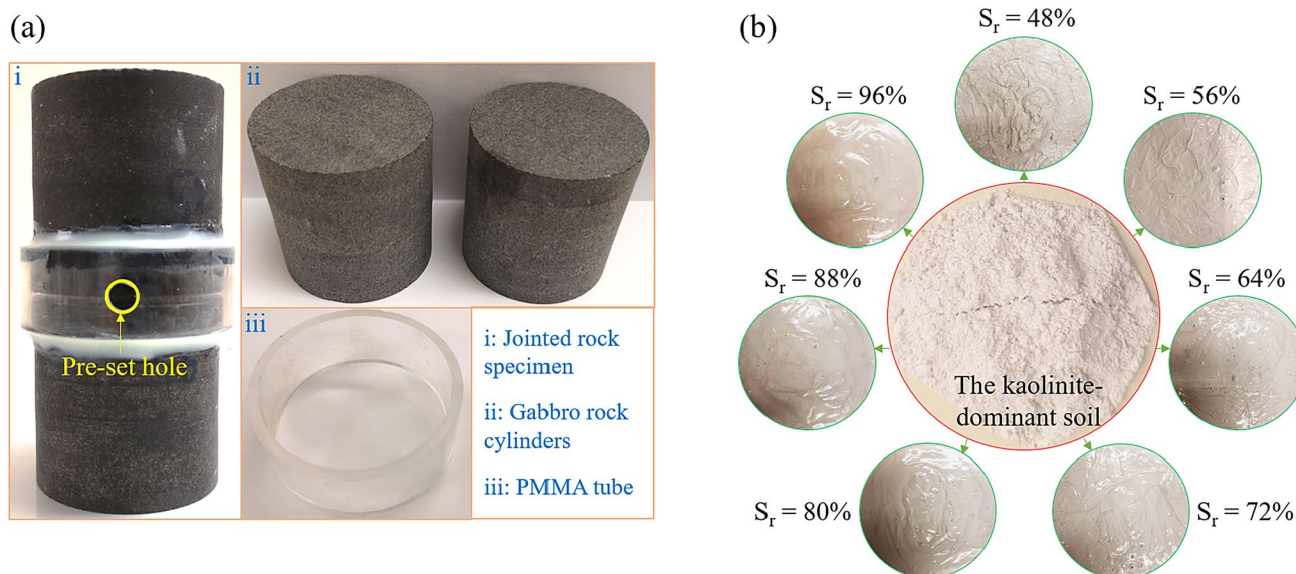 (a)
i
Pre-set hole
ii
iii
i: Jointed rock
specimen
ii: Gabbro rock
cylinders
iii: PMMA tube
(b)
Sᵣ = 48%
Sᵣ = 96%
Sᵣ = 56%
Sᵣ = 88%
Sᵣ = 64%
The kaolinite-
dominant soil
Sᵣ = 80%
Sᵣ = 72%